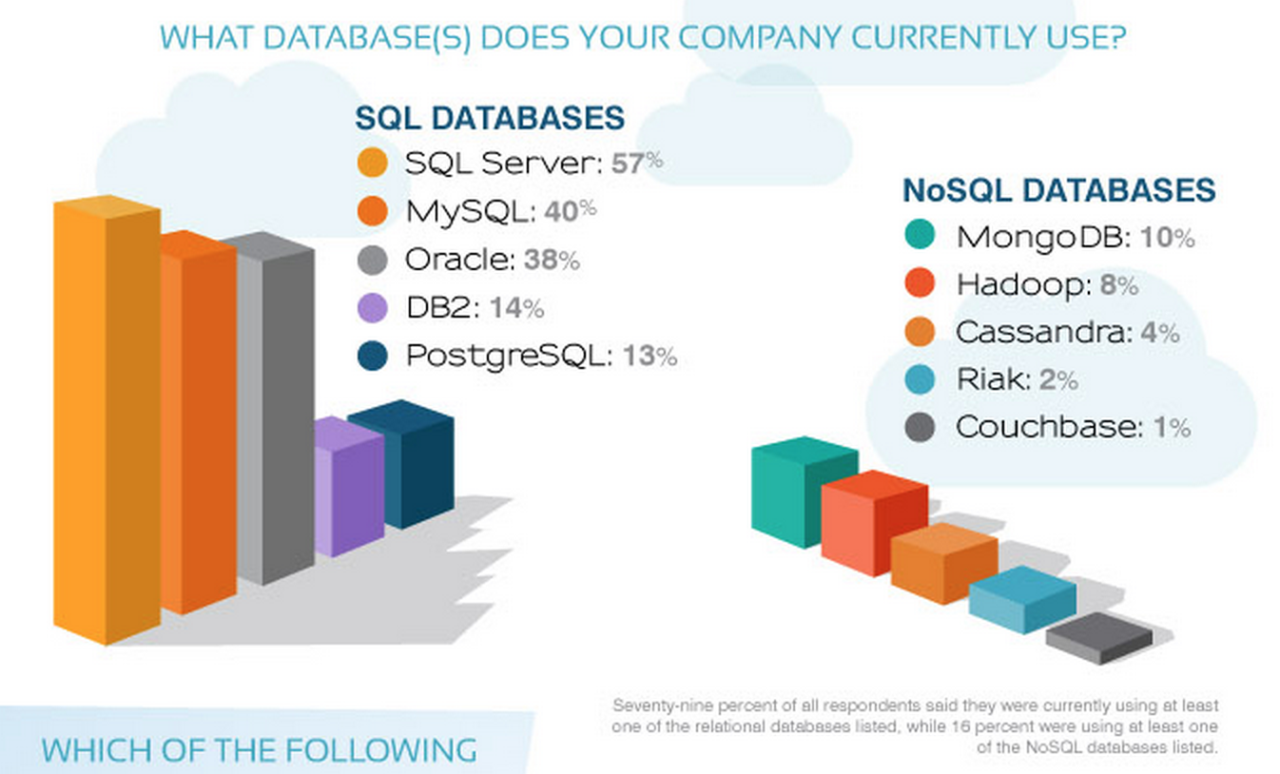 WHAT DATABASE(S) DOES YOUR COMPANY CURRENTLY USE?
SQL DATABASES
SQL Server: 57%
MySQL: 40%
Oracle: 38%
DB2: 14%
PostgreSQL: 13%
NoSQL DATABASES
MongoDB: 10%
Hadoop: 8%
Cassandra: 4%
Riak: 2%
Couchbase: 1%
Seventy-nine percent of all respondents said they were currently using at least
one of the relational databases listed, while 16 percent were using at least one
of the NoSQL databases listed.
WHICH OF THE FOLLOWING